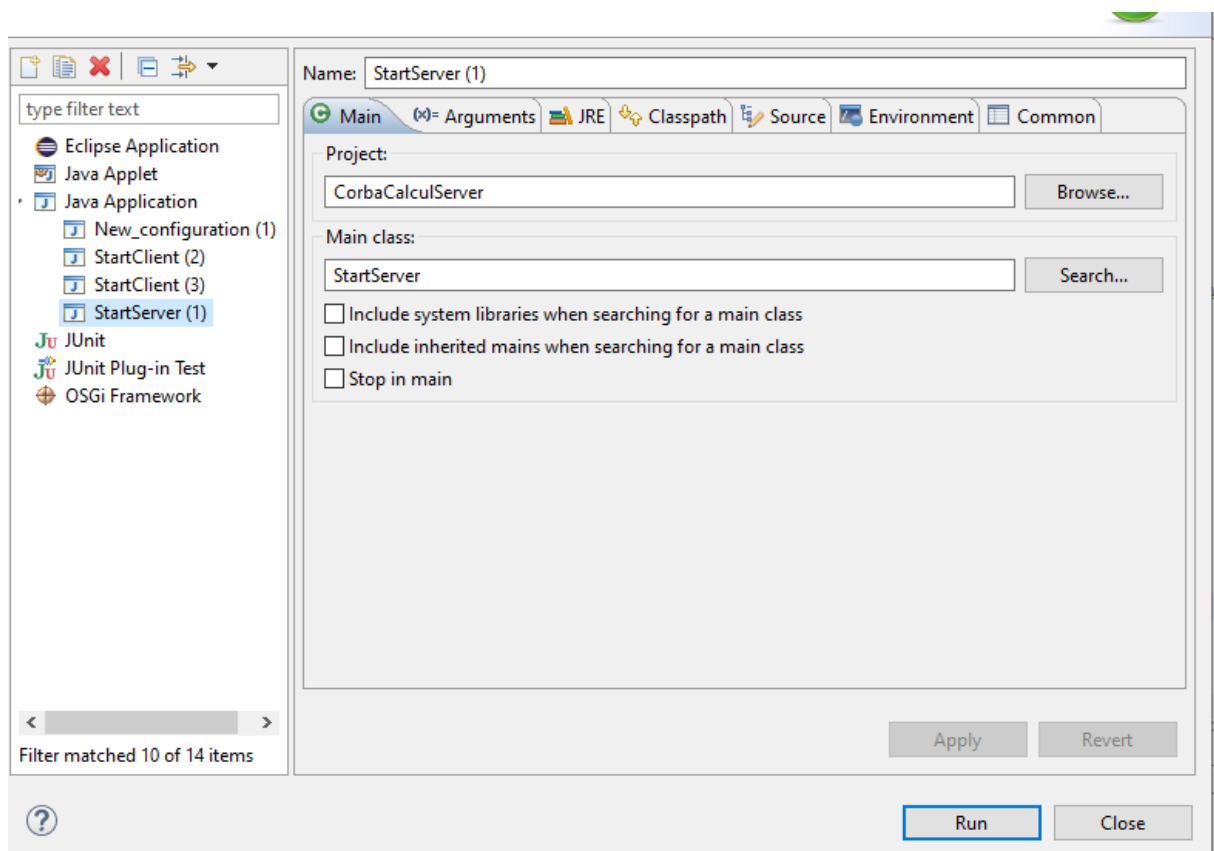 Name: StartServer (1)
type filter text
Main (x)= Arguments JRE Classpath Source Environment Common
Eclipse Application
Java Applet
Java Application
New_configuration (1)
StartClient (2)
StartClient (3)
StartServer (1)
JUnit
JUnit Plug-in Test
OSGi Framework
Project:
CorbaCalculServer Browse...
Main class:
StartServer Search...
Include system libraries when searching for a main class
Include inherited mains when searching for a main class
Stop in main
Filter matched 10 of 14 items
Apply Revert
Run Close